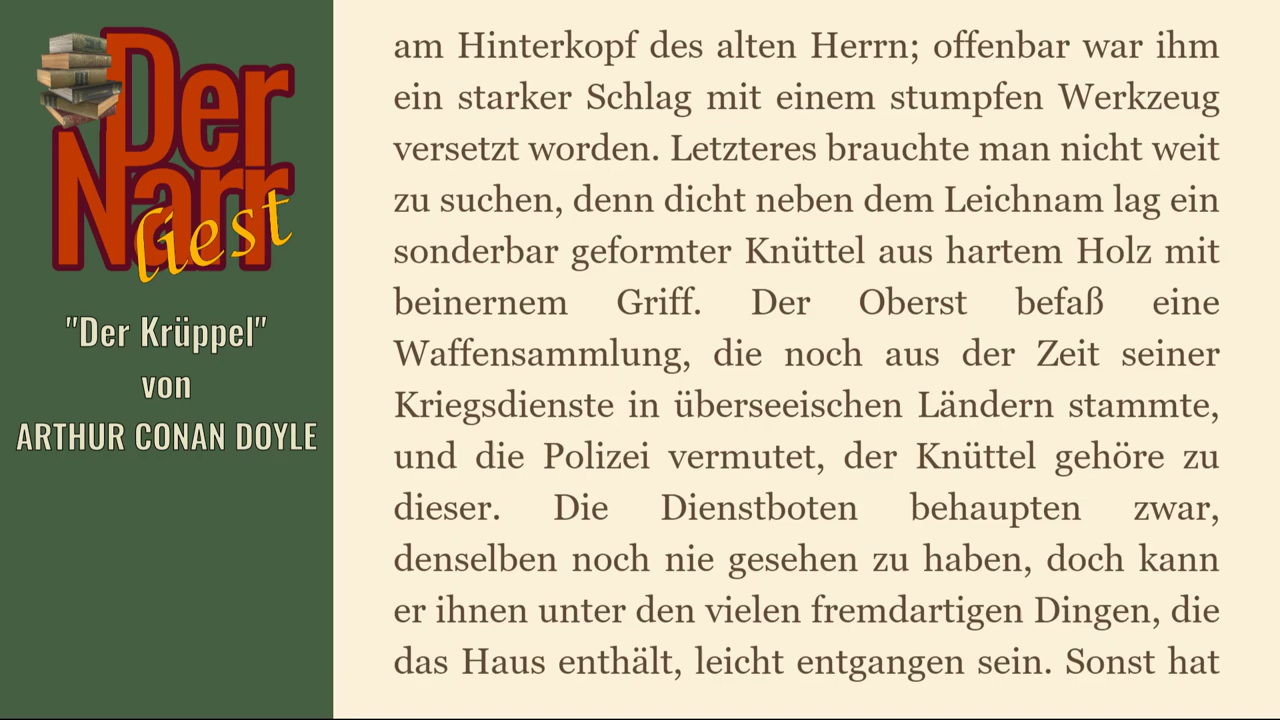 Der
Narr
liest
"Der Krüppel"
von
ARTHUR CONAN DOYLE
am Hinterkopf des alten Herrn; offenbar war ihm
ein starker Schlag mit einem stumpfen Werkzeug
versetzt worden. Letzteres brauchte man nicht weit
zu suchen, denn dicht neben dem Leichnam lag ein
sonderbar geformter Knüttel aus hartem Holz mit
beinernem Griff. Der Oberst befaß eine
Waffensammlung, die noch aus der Zeit seiner
Kriegsdienste in überseeischen Ländern stammte,
und die Polizei vermutet, der Knüttel gehöre zu
dieser. Die Dienstboten behaupten zwar,
denselben noch nie gesehen zu haben, doch kann
er ihnen unter den vielen fremdartigen Dingen, die
das Haus enthält, leicht entgangen sein. Sonst hat